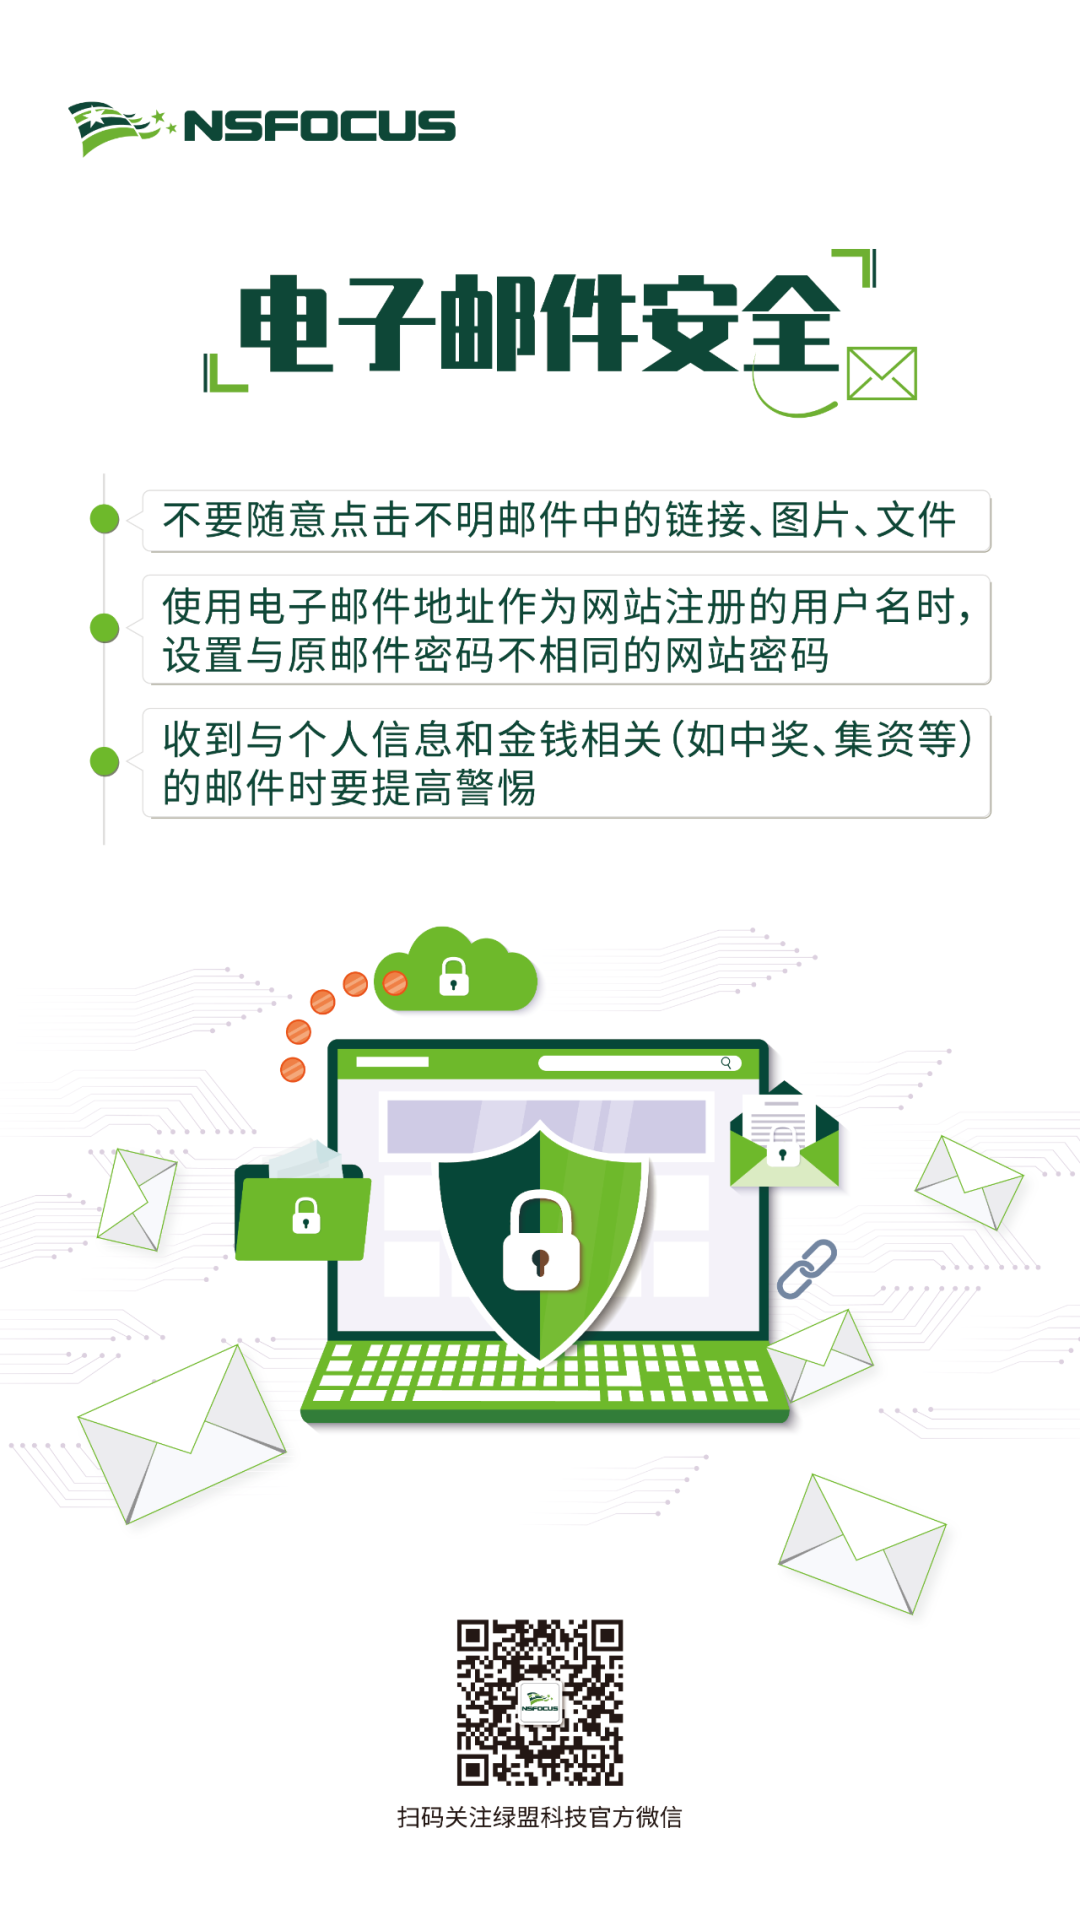 NSFOCUS
电子邮件安全
不要随意点击不明邮件中的链接、图片、文件
使用电子邮件地址作为网站注册的用户名时，
设置与原邮件密码不相同的网站密码
收到与个人信息和金钱相关（如中奖、集资等）
的邮件时要提高警惕
NSFOCUS
扫码关注绿盟科技官方微信